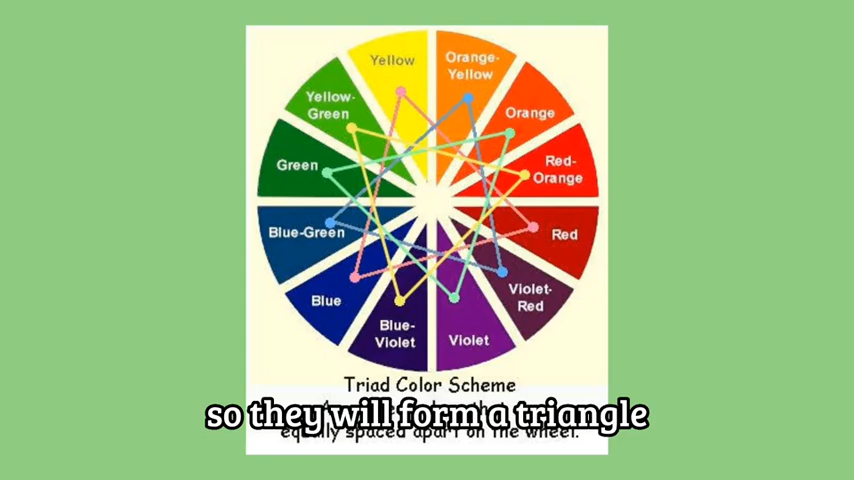 Yellow
Orange-
Yellow
Yellow-
Green
Orange
Green
Red-
Orange
Blue-Green
Red
Blue
Violet-
Red
Blue-
Violet
Violet
Triad Color Scheme
so they will form a triangle
equally spaced apart on the wheel.